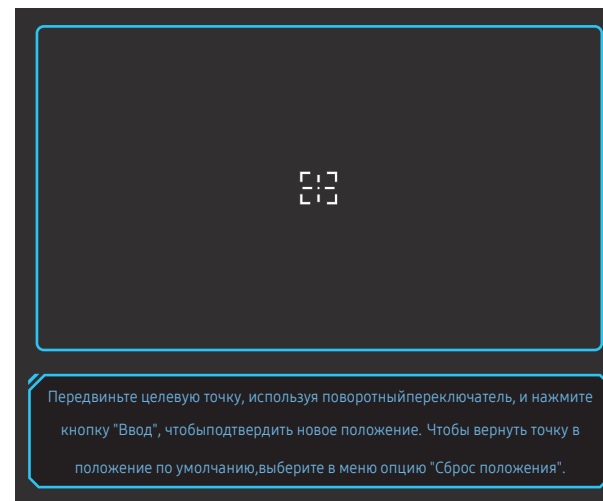 Передвиньте целевую точку, используя поворотныйпереключатель, и нажмите
кнопку "Ввод", чтобыподтвердить новое положение. Чтобы вернуть точку в
положение по умолчанию,выберите в меню опцию "Сброс положения".